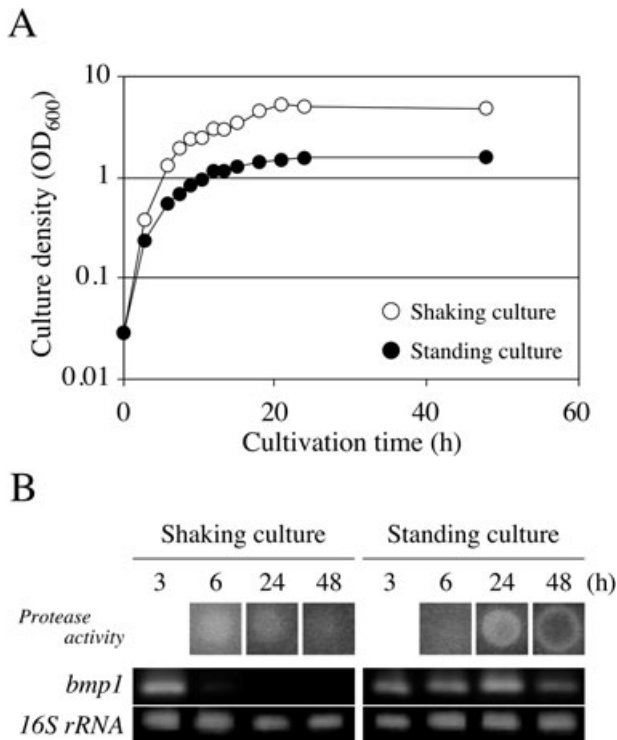 A
Culture density (OD600)
10
1
0.1
0.01
Shaking culture
Standing culture
0
20
40
60
Cultivation time (h)
B
Shaking culture
Standing culture
3 6 24 48 3 6 24 48 (h)
Protease
activity
bmp1
16S rRNA